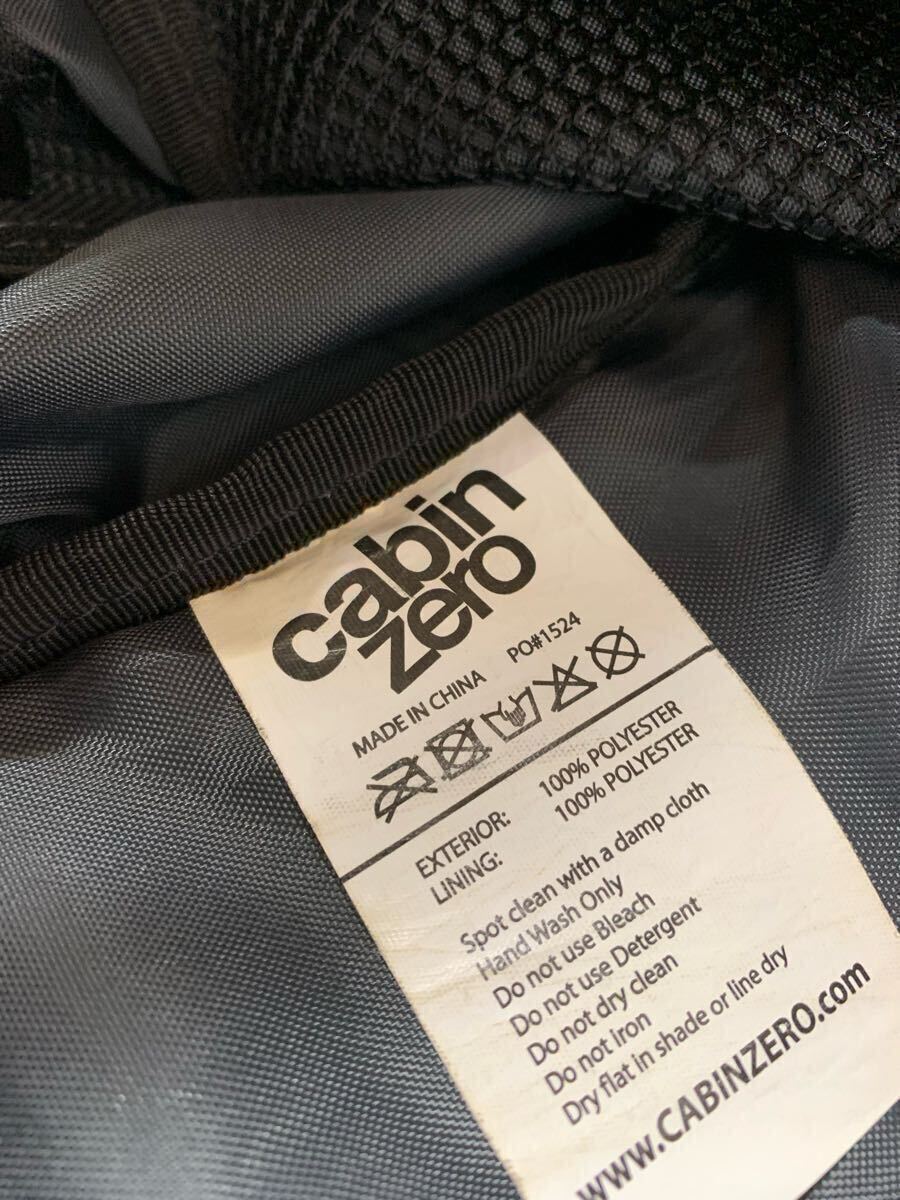 cabin
zero
MADE IN CHINA PO#1524
EXTERIOR: 100% POLYESTER
LINING: 100% POLYESTER
Spot clean with a damp cloth
Hand Wash Only
Do not use Bleach
Do not use Detergent
Do not dry clean
Do not iron
Dry flat in shade or line dry
www.CABINZERO.com